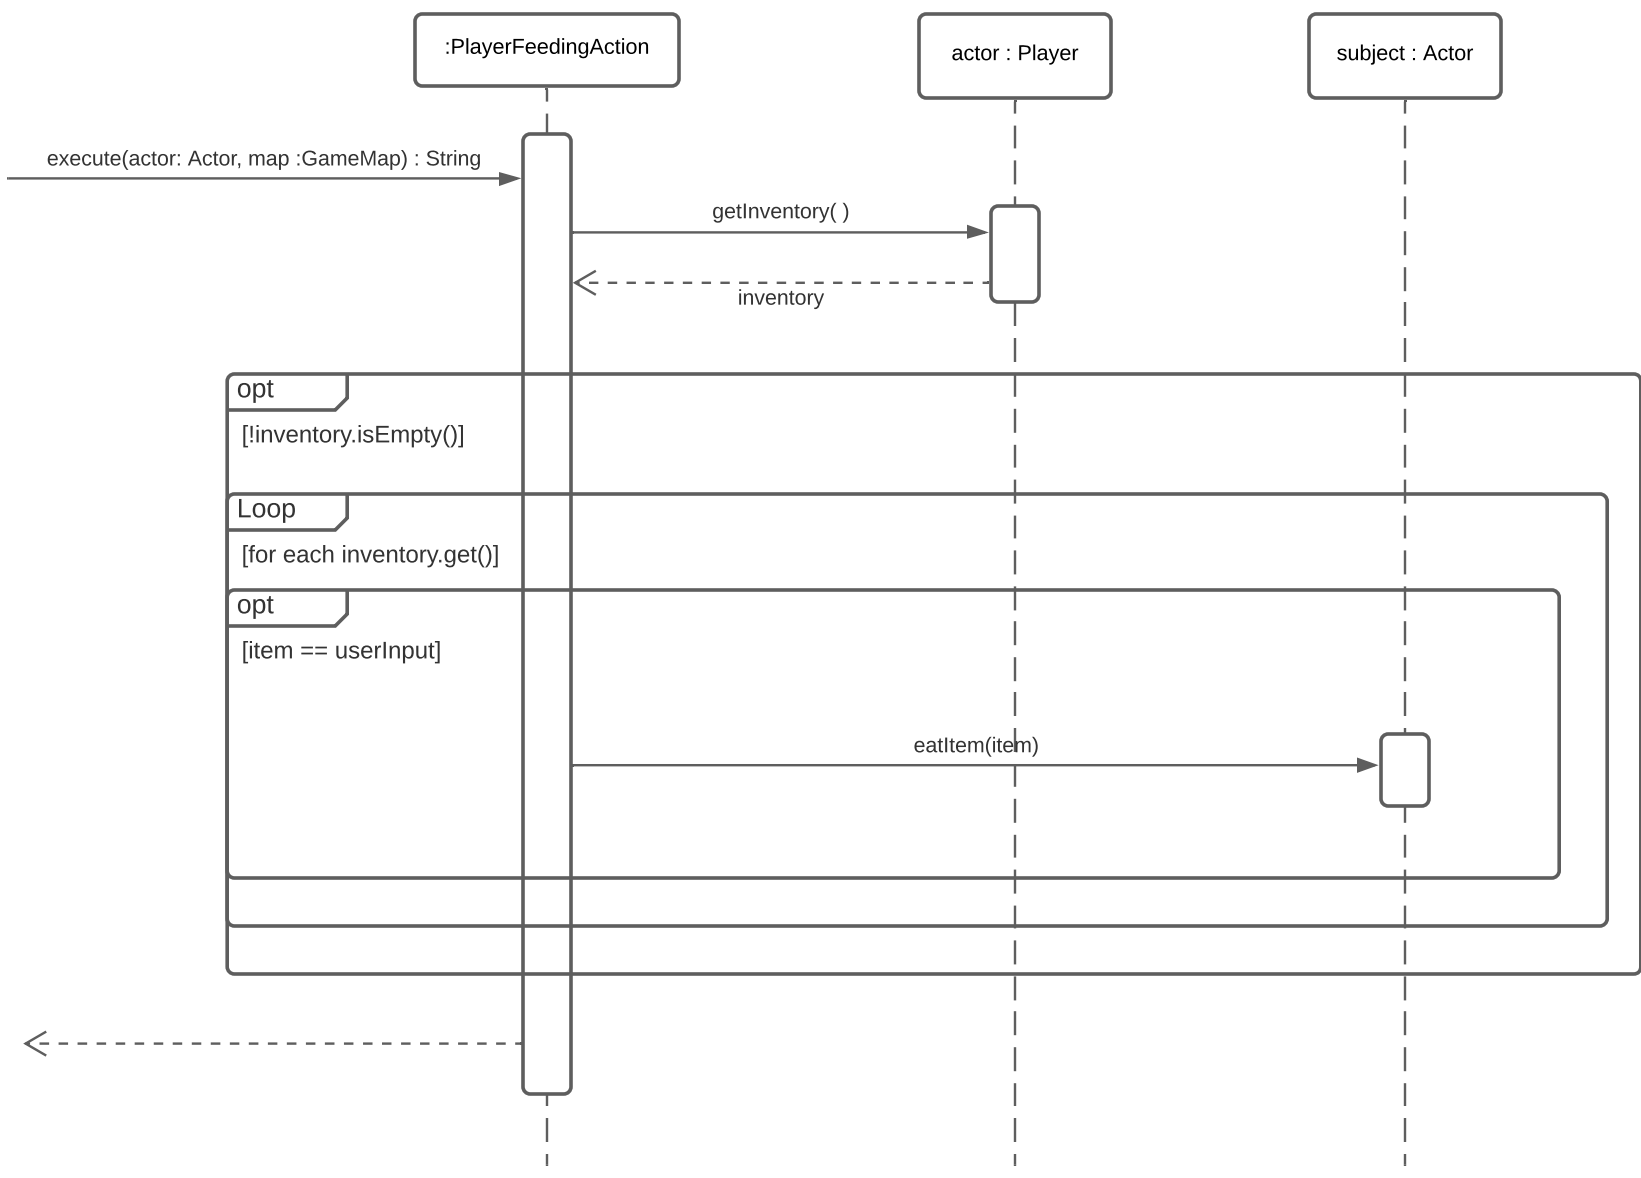 :PlayerFeedingAction
actor : Player
subject : Actor
execute(actor: Actor, map :GameMap) : String
getInventory( )
inventory
opt
[!inventory.isEmpty()]
Loop
[for each inventory.get()]
opt
[item == userInput]
eatItem(item)